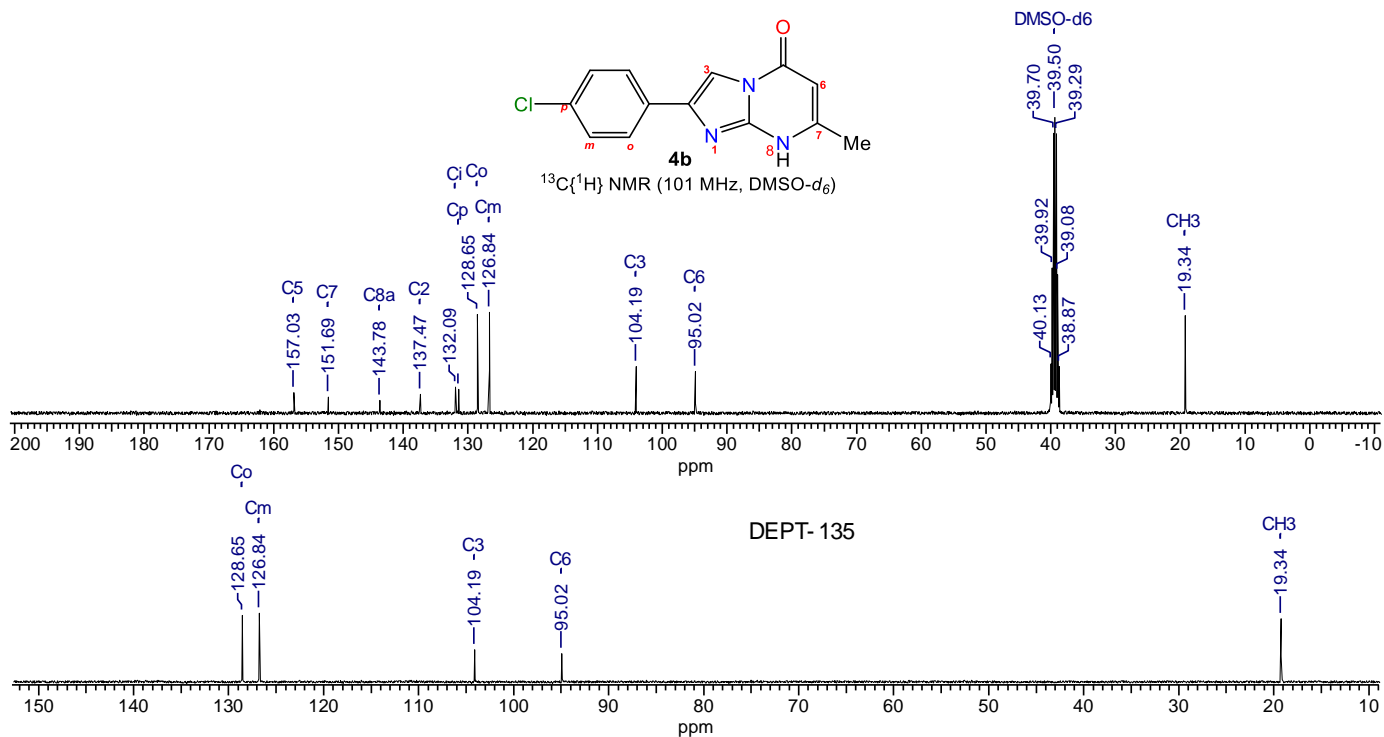 DMSO-d6
39.70
39.50
39.29
39.92
39.08
40.13
38.87
O
3
N
6
Cl
p
m
o
N
1
N
8
H
7
Me
4b
¹³C{¹H} NMR (101 MHz, DMSO-d₆)
Ci
Co
Cp
Cm
C5
C7
C8a
C2
C3
C6
CH3
157.03
151.69
143.78
137.47
132.09
128.65
126.84
104.19
95.02
19.34
200 190 180 170 160 150 140 130 120 110 100 90 80 70 60 50 40 30 20 10 0 -10
ppm
Co
Cm
C3
C6
CH3
128.65
126.84
104.19
95.02
19.34
DEPT-135
150 140 130 120 110 100 90 80 70 60 50 40 30 20 10
ppm